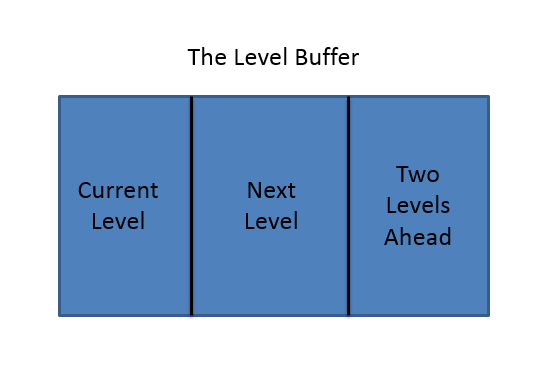 The Level Buffer
Current
Level
Next
Level
Two
Levels
Ahead